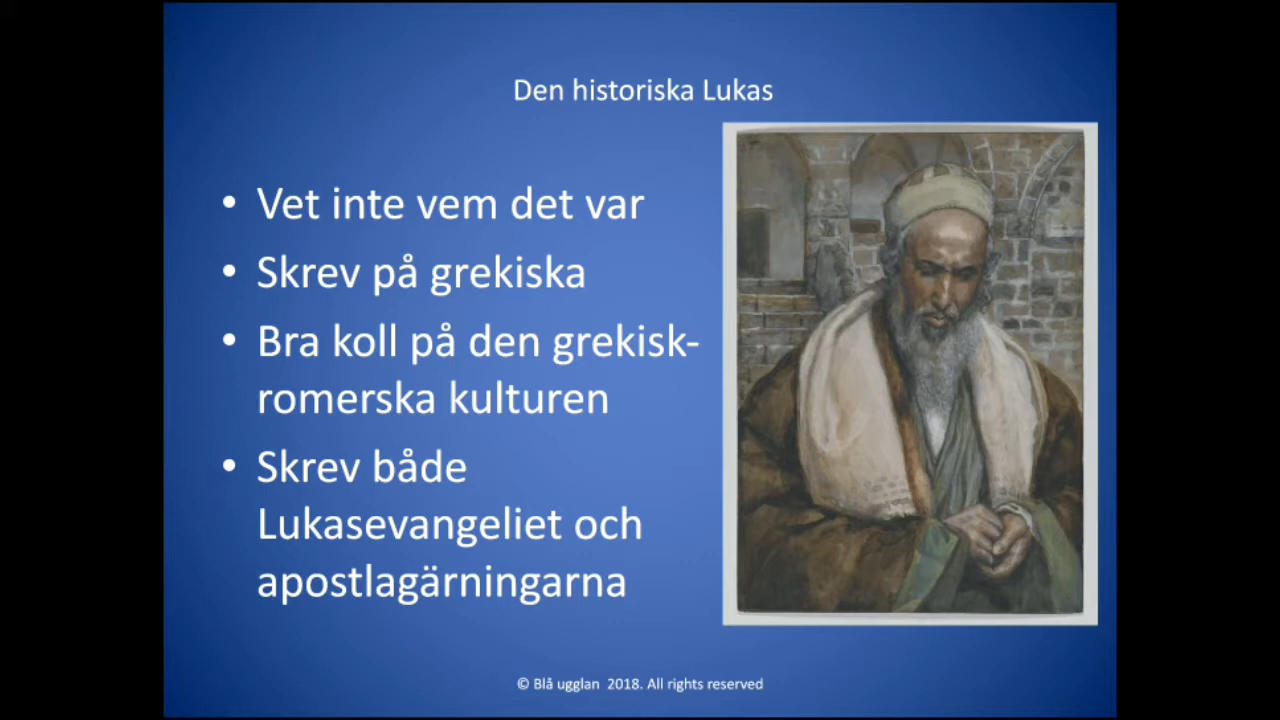 Den historiska Lukas
• Vet inte vem det var
• Skrev på grekiska
• Bra koll på den grekisk-
romerska kulturen
• Skrev både
Lukasevangeliet och
apostlagärningarna
© Blå ugglan 2018. All rights reserved